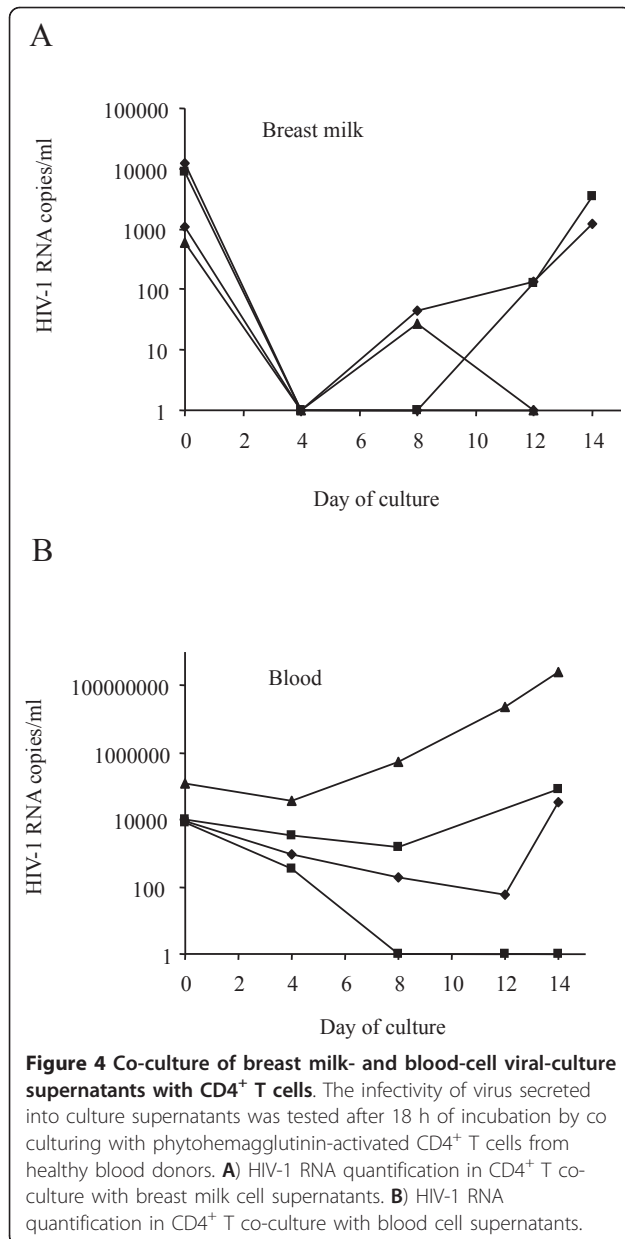 A
HIV-1 RNA copies/ml
100000
10000
1000
100
10
1
Breast milk
0 2 4 6 8 10 12 14
Day of culture
B
HIV-1 RNA copies/ml
100000000
1000000
10000
100
1
Blood
0 2 4 6 8 10 12 14
Day of culture
Figure 4 Co-culture of breast milk- and blood-cell viral-culture
supernatants with CD4⁺ T cells. The infectivity of virus secreted
into culture supernatants was tested after 18 h of incubation by co
culturing with phytohemagglutinin-activated CD4⁺ T cells from
healthy blood donors. A) HIV-1 RNA quantification in CD4⁺ T co-
culture with breast milk cell supernatants. B) HIV-1 RNA
quantification in CD4⁺ T co-culture with blood cell supernatants.